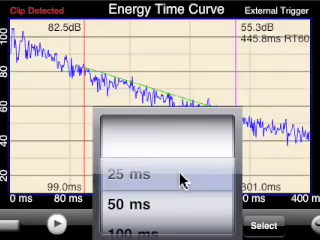 Clip Detected Energy Time Curve External Trigger
82.5dB 55.3dB
445.8ms RT60
100
80
60
40
20
99.0ms 301.0ms
0 ms 80 ms 400 m
25 ms
50 ms
100 ms
Select